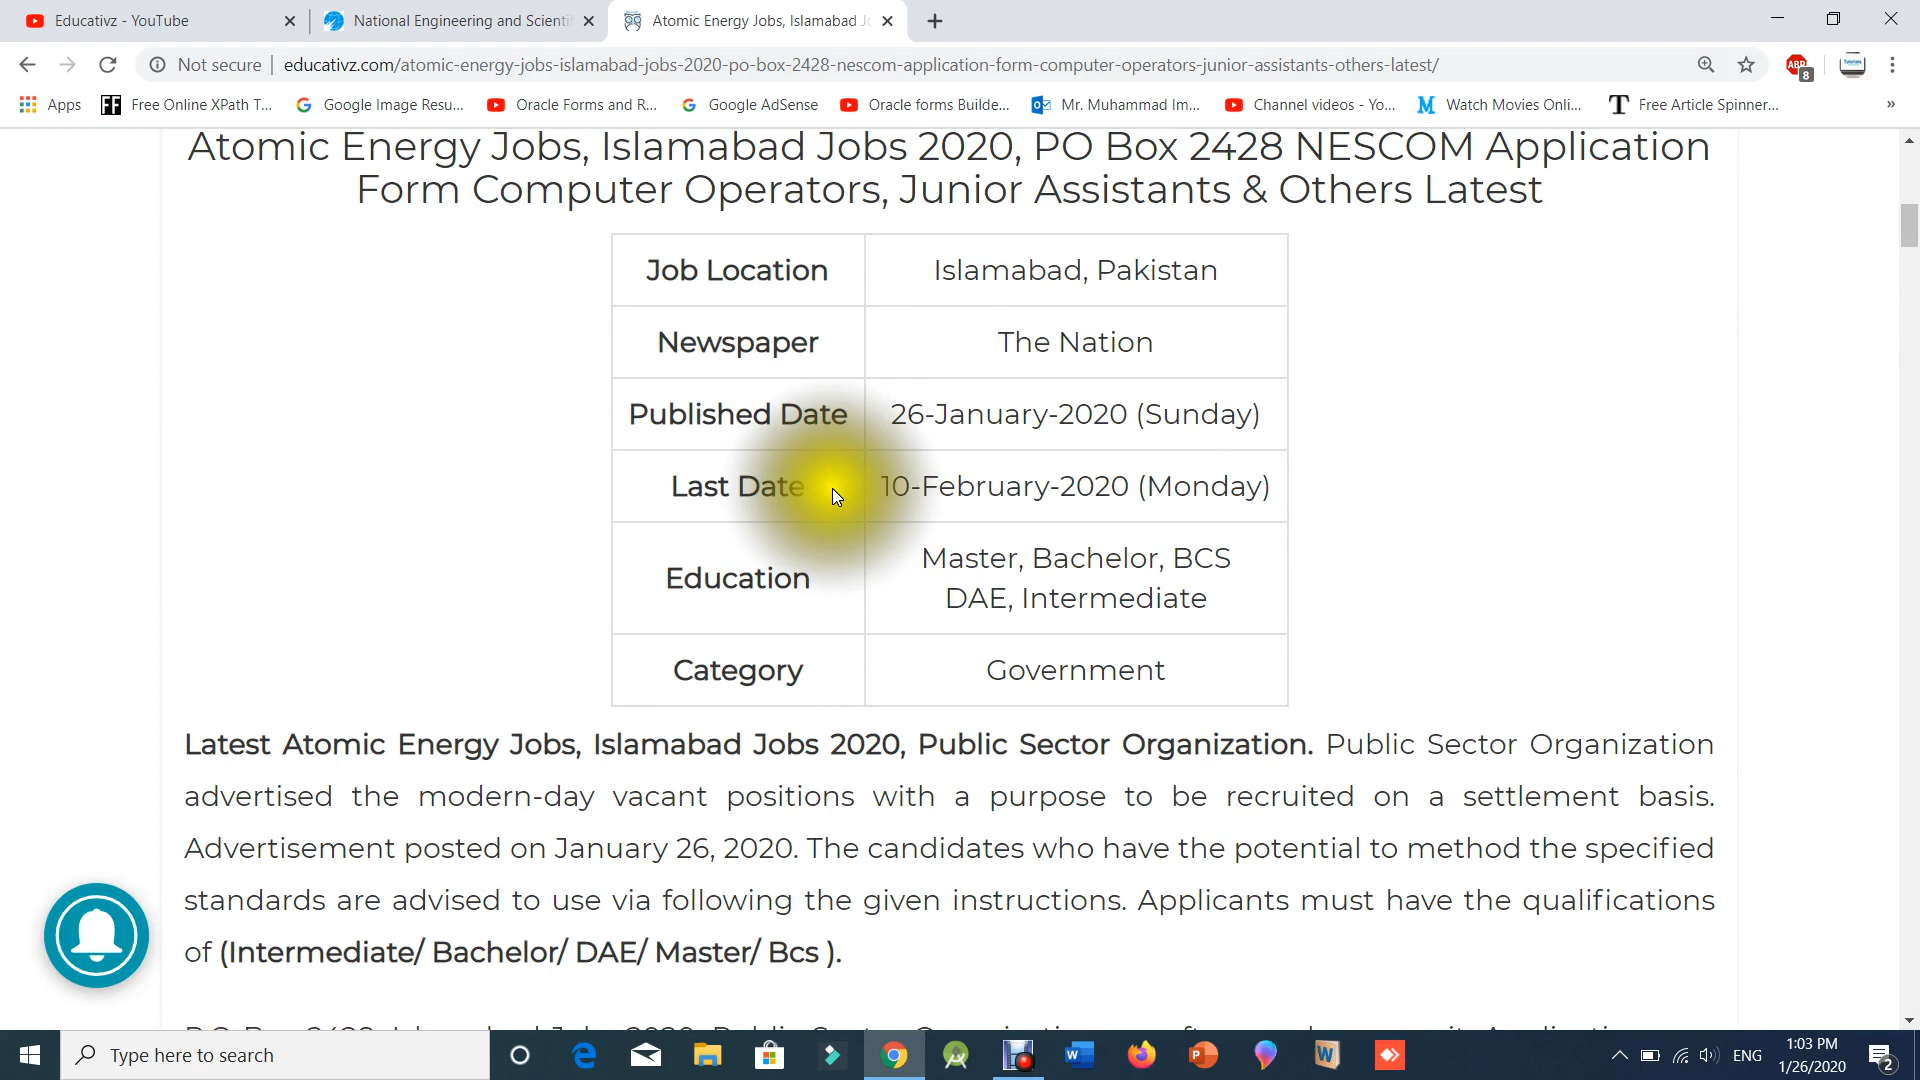 Educativz - YouTube
National Engineering and Scientif
Atomic Energy Jobs, Islamabad Jo
Not secure
educativz.com/atomic-energy-jobs-islamabad-jobs-2020-po-box-2428-nescom-application-form-computer-operators-junior-assistants-others-latest/
ABP
8
Apps
FF
Free Online XPath T...
Google Image Resu...
Oracle Forms and R...
Google AdSense
Oracle forms Builde...
Mr. Muhammad Im...
Channel videos - Yo...
Watch Movies Onli...
Free Article Spinner...
»
Atomic Energy Jobs, Islamabad Jobs 2020, PO Box 2428 NESCOM Application
Form Computer Operators, Junior Assistants & Others Latest
Job Location
Islamabad, Pakistan
Newspaper
The Nation
Published Date
26-January-2020 (Sunday)
Last Date
10-February-2020 (Monday)
Education
Master, Bachelor, BCS
DAE, Intermediate
Category
Government
Latest Atomic Energy Jobs, Islamabad Jobs 2020, Public Sector Organization. Public Sector Organization
advertised the modern-day vacant positions with a purpose to be recruited on a settlement basis.
Advertisement posted on January 26, 2020. The candidates who have the potential to method the specified
standards are advised to use via following the given instructions. Applicants must have the qualifications
of (Intermediate/ Bachelor/ DAE/ Master/ Bcs ).
Type here to search
ENG
1:03 PM
1/26/2020
2